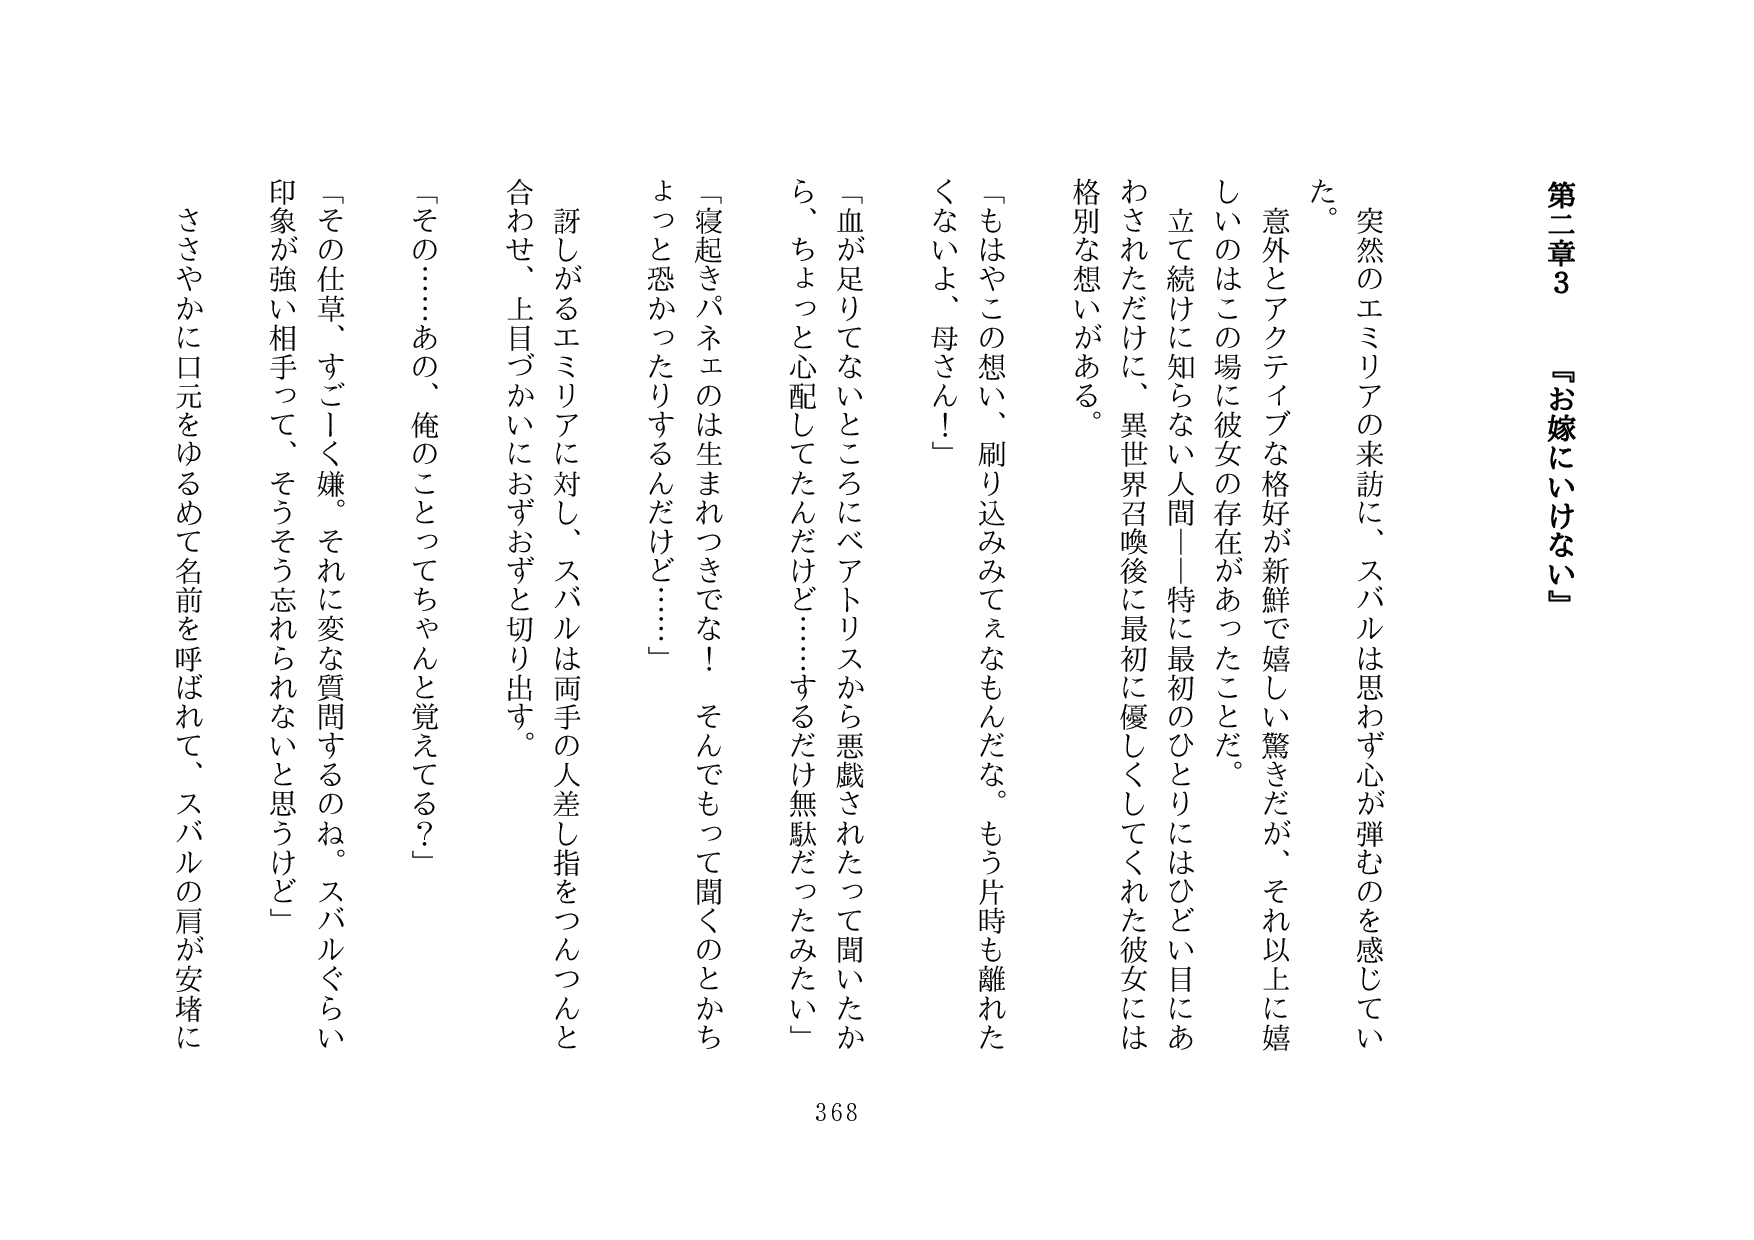 第二章３　　『お嫁にいけない』
　突然のエミリアの来訪に、スバルは思わず心が弾むのを感じてい
た。
　意外とアクティブな格好が新鮮で嬉しい驚きだが、それ以上に嬉
しいのはこの場に彼女の存在があったことだ。
　立て続けに知らない人間――特に最初のひとりにはひどい目にあ
わされただけに、異世界召喚後に最初に優しくしてくれた彼女には
格別な想いがある。
「もはやこの想い、刷り込みみてぇなもんだな。もう片時も離れた
くないよ、母さん！」
「血が足りてないところにベアトリスから悪戯されたって聞いたか
ら、ちょっと心配してたんだけど……するだけ無駄だったみたい」
「寝起きパネェのは生まれつきでな！　そんでもって聞くのとかち
ょっと恐かったりするんだけど……」
　訝しがるエミリアに対し、スバルは両手の人差し指をつんつんと
合わせ、上目づかいにおずおずと切り出す。
「その……あの、俺のことってちゃんと覚えてる？」
「その仕草、すごーく嫌。それに変な質問するのね。スバルぐらい
印象が強い相手って、そうそう忘れられないと思うけど」
　ささやかに口元をゆるめて名前を呼ばれて、スバルの肩が安堵に
368